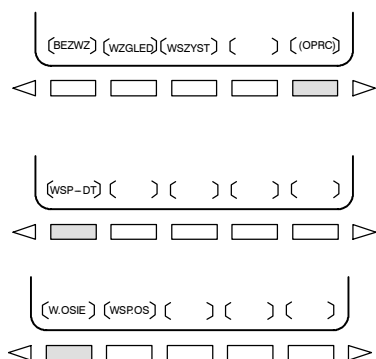 [BEZWZ] [WZGLED] [WSZYST] [ ] [(OPRC)]
[WSP–DT] [ ] [ ] [ ] [ ]
[W.OSIE] [WSP.OS] [ ] [ ] [ ]